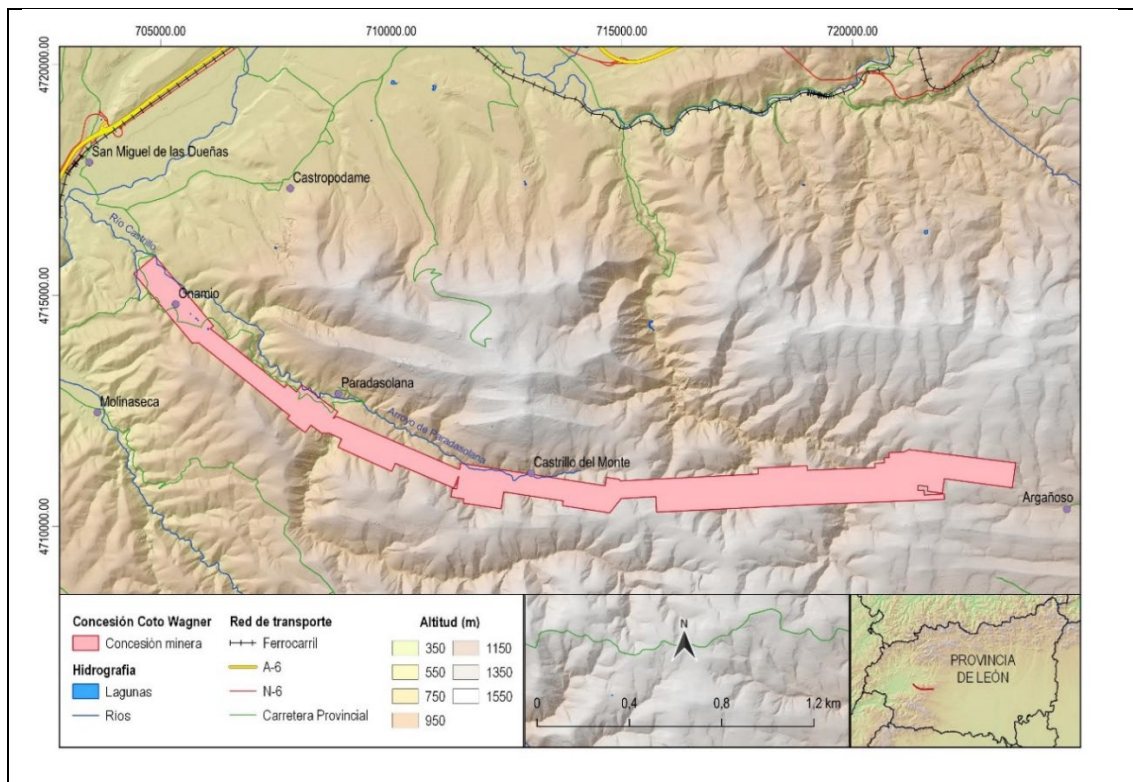 705000.00
710000.00
715000.00
720000.00
4720000.00
4715000.00
4710000.00
San Miguel de las Dueñas
Castropodame
Río Castrillo
Onamio
Paradasolana
Molinaseca
Arroyo de Paradasolana
Castrillo del Monte
Argañoso
Concesión Coto Wagner
Concesión minera
Hidrografia
Lagunas
Rios
Red de transporte
Ferrocarril
A-6
N-6
Carretera Provincial
Altitud (m)
350
550
750
950
1150
1350
1550
N
0
0,4
0,8
1,2 km
PROVINCIA
DE LEÓN